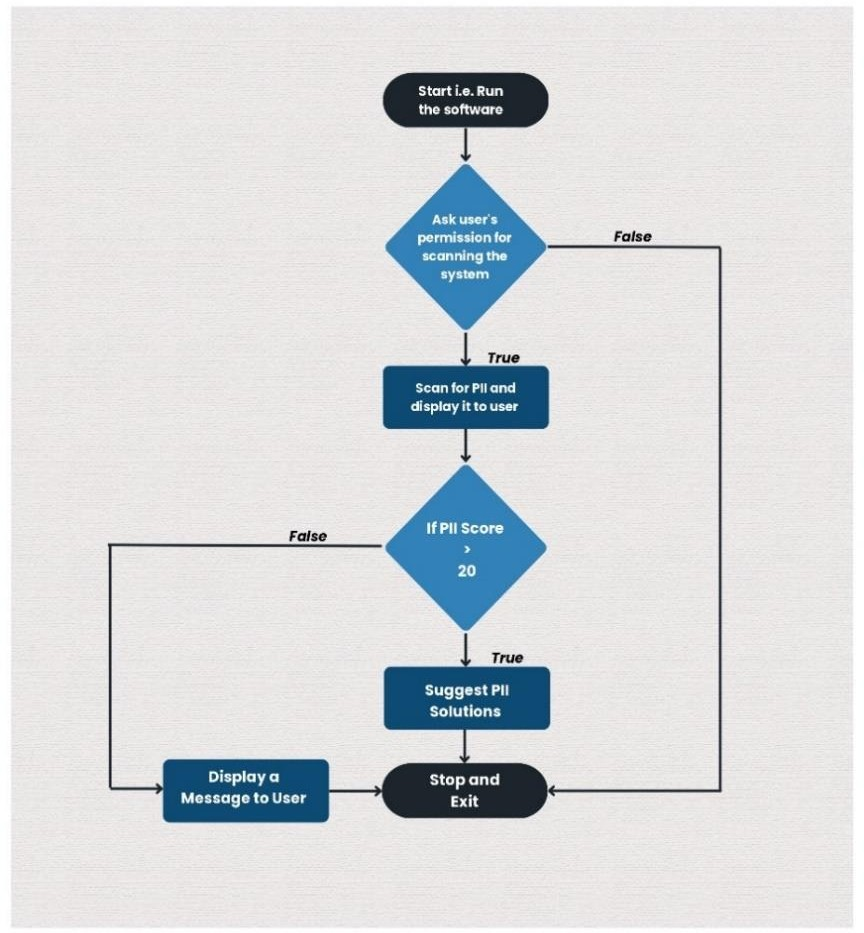 Start i.e. Run
the software
Ask user's
permission for
scanning the
system
False
True
Scan for PII and
display it to user
If PII Score
>
20
False
True
Suggest PII
Solutions
Display a
Message to User
Stop and
Exit